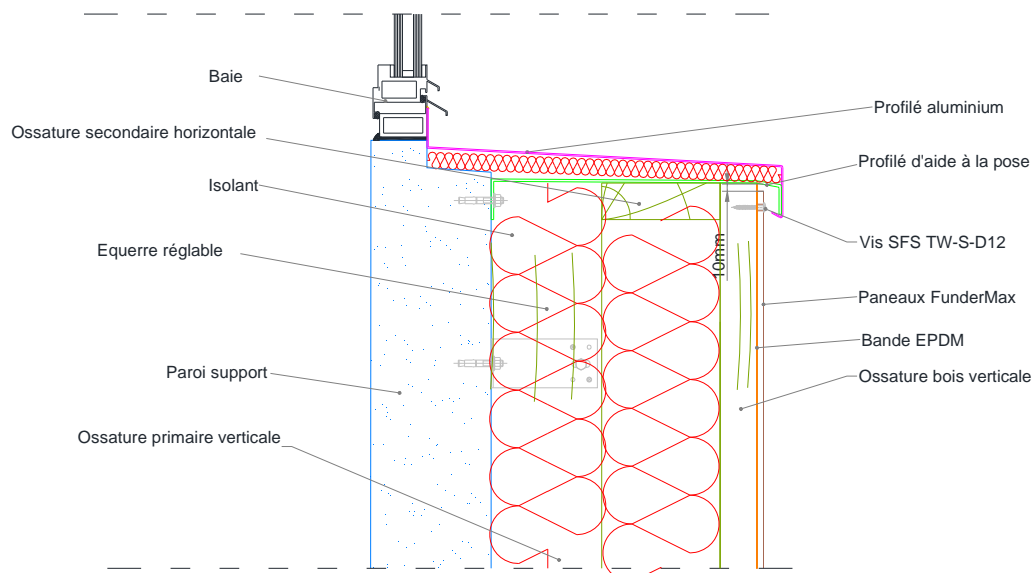 Baie
Ossature secondaire horizontale
Isolant
Equerre réglable
Paroi support
Ossature primaire verticale
Profilé aluminium
Profilé d'aide à la pose
10mm
Vis SFS TW-S-D12
Paneaux FunderMax
Bande EPDM
Ossature bois verticale